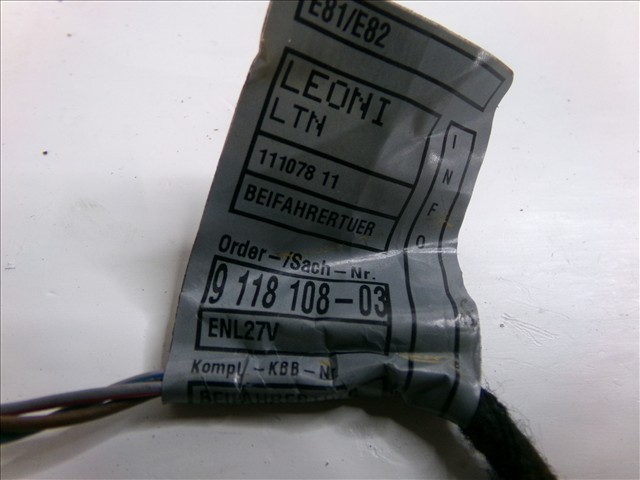 E81/E82
LEONI
LTN
111078 11
BEIFAHRERTUER
INFO
Order-/Sach-Nr.
9 118 108-03
ENL27V
Kompl.-KBB-Nr